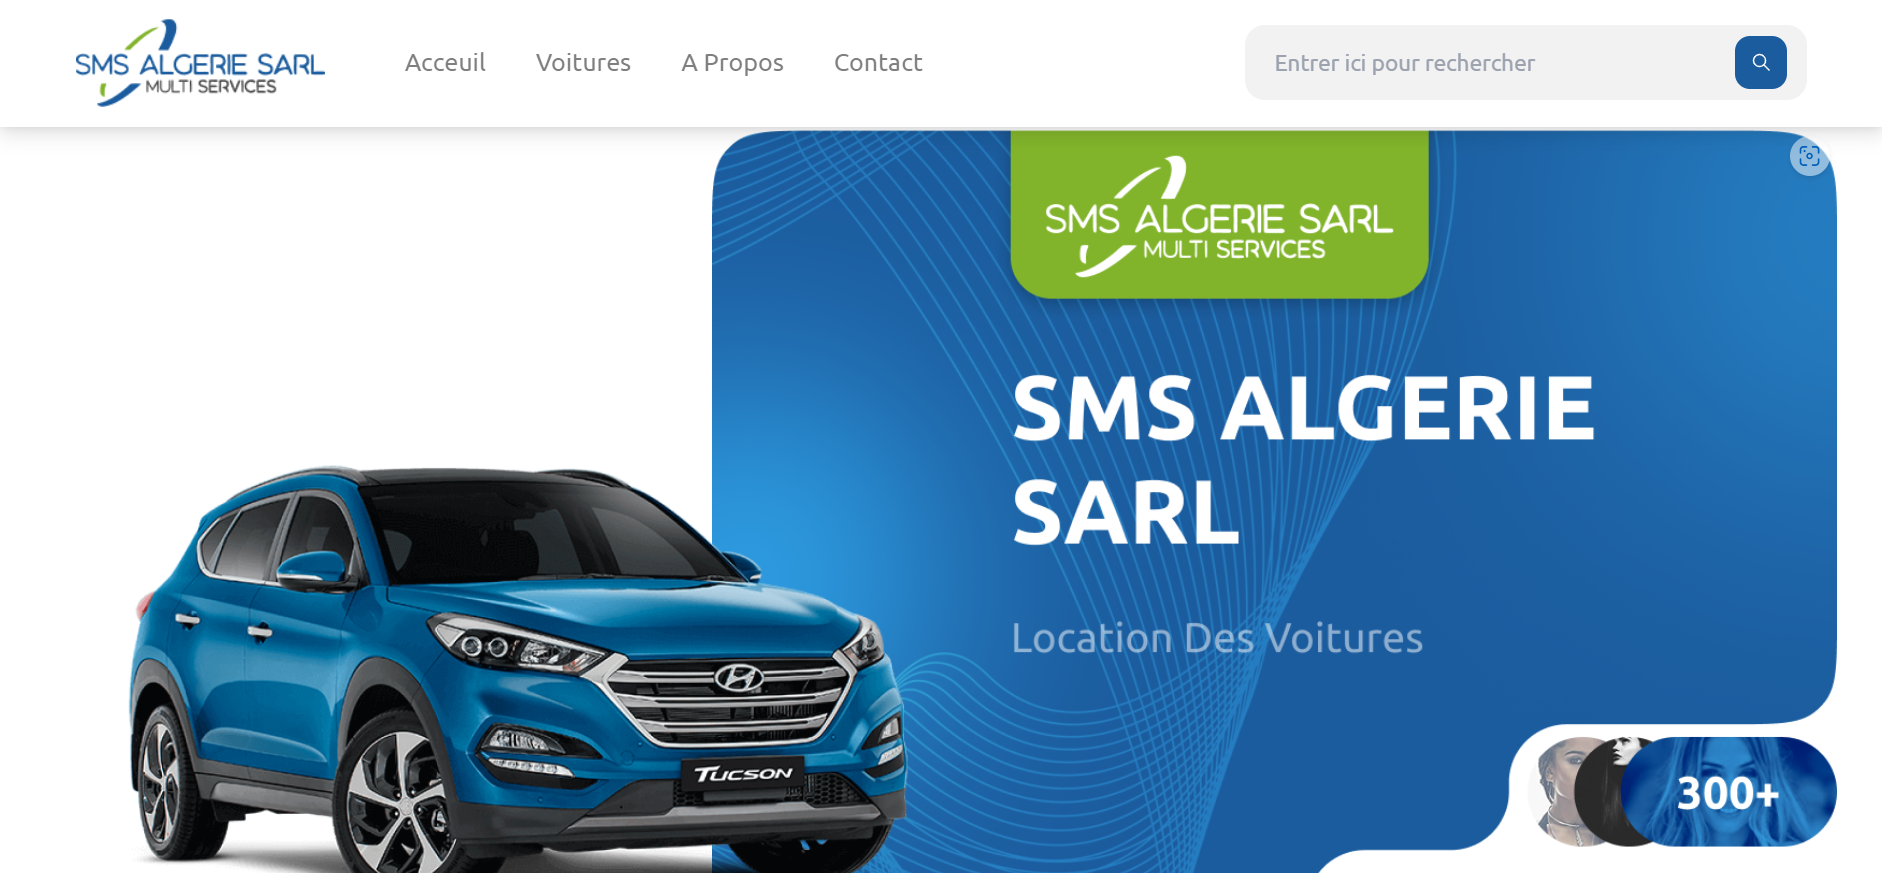 SMS ALGERIE SARL
MULTI SERVICES
Acceuil
Voitures
A Propos
Contact
Entrer ici pour rechercher
SMS ALGERIE SARL
MULTI SERVICES
SMS ALGERIE
SARL
Location Des Voitures
TUCSON
300+